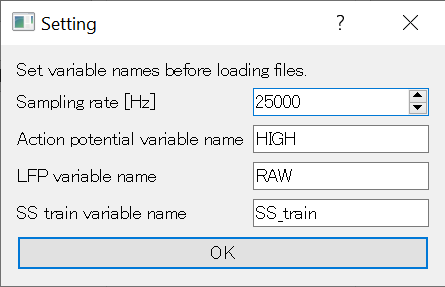 Setting
Set variable names before loading files.
Sampling rate [Hz] 25000
Action potential variable name HIGH
LFP variable name RAW
SS train variable name SS_train
OK